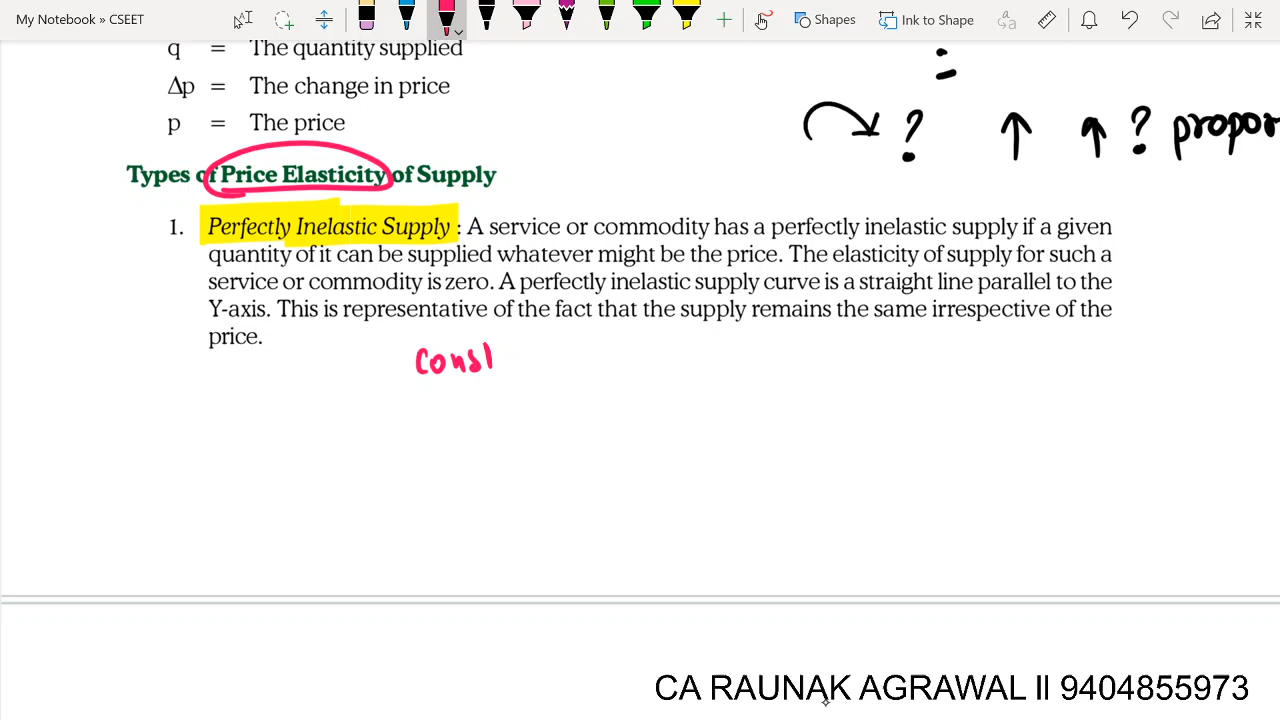 My Notebook » CSEET
Shapes
Ink to Shape
q = The quantity supplied
Δp = The change in price
? ? propor
p = The price
Types of Price Elasticity of Supply
1. Perfectly Inelastic Supply : A service or commodity has a perfectly inelastic supply if a given
quantity of it can be supplied whatever might be the price. The elasticity of supply for such a
service or commodity is zero. A perfectly inelastic supply curve is a straight line parallel to the
Y-axis. This is representative of the fact that the supply remains the same irrespective of the
price.
const
CA RAUNAK AGRAWAL II 9404855973